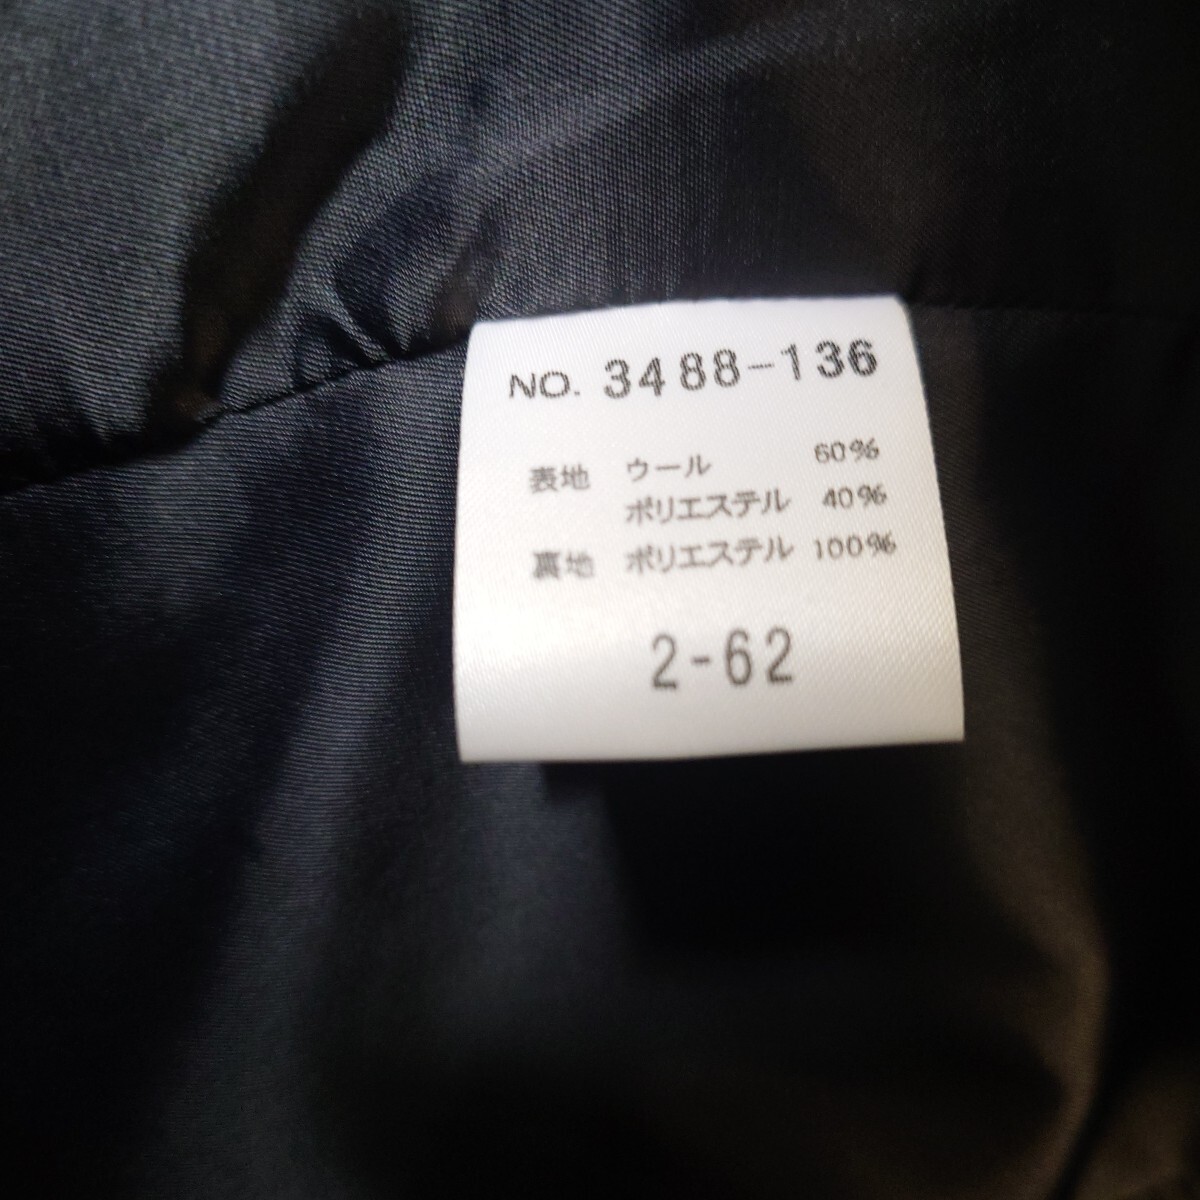 NO. 3488-136
表地 ウール 60%
ポリエステル 40%
裏地 ポリエステル 100%
2-62